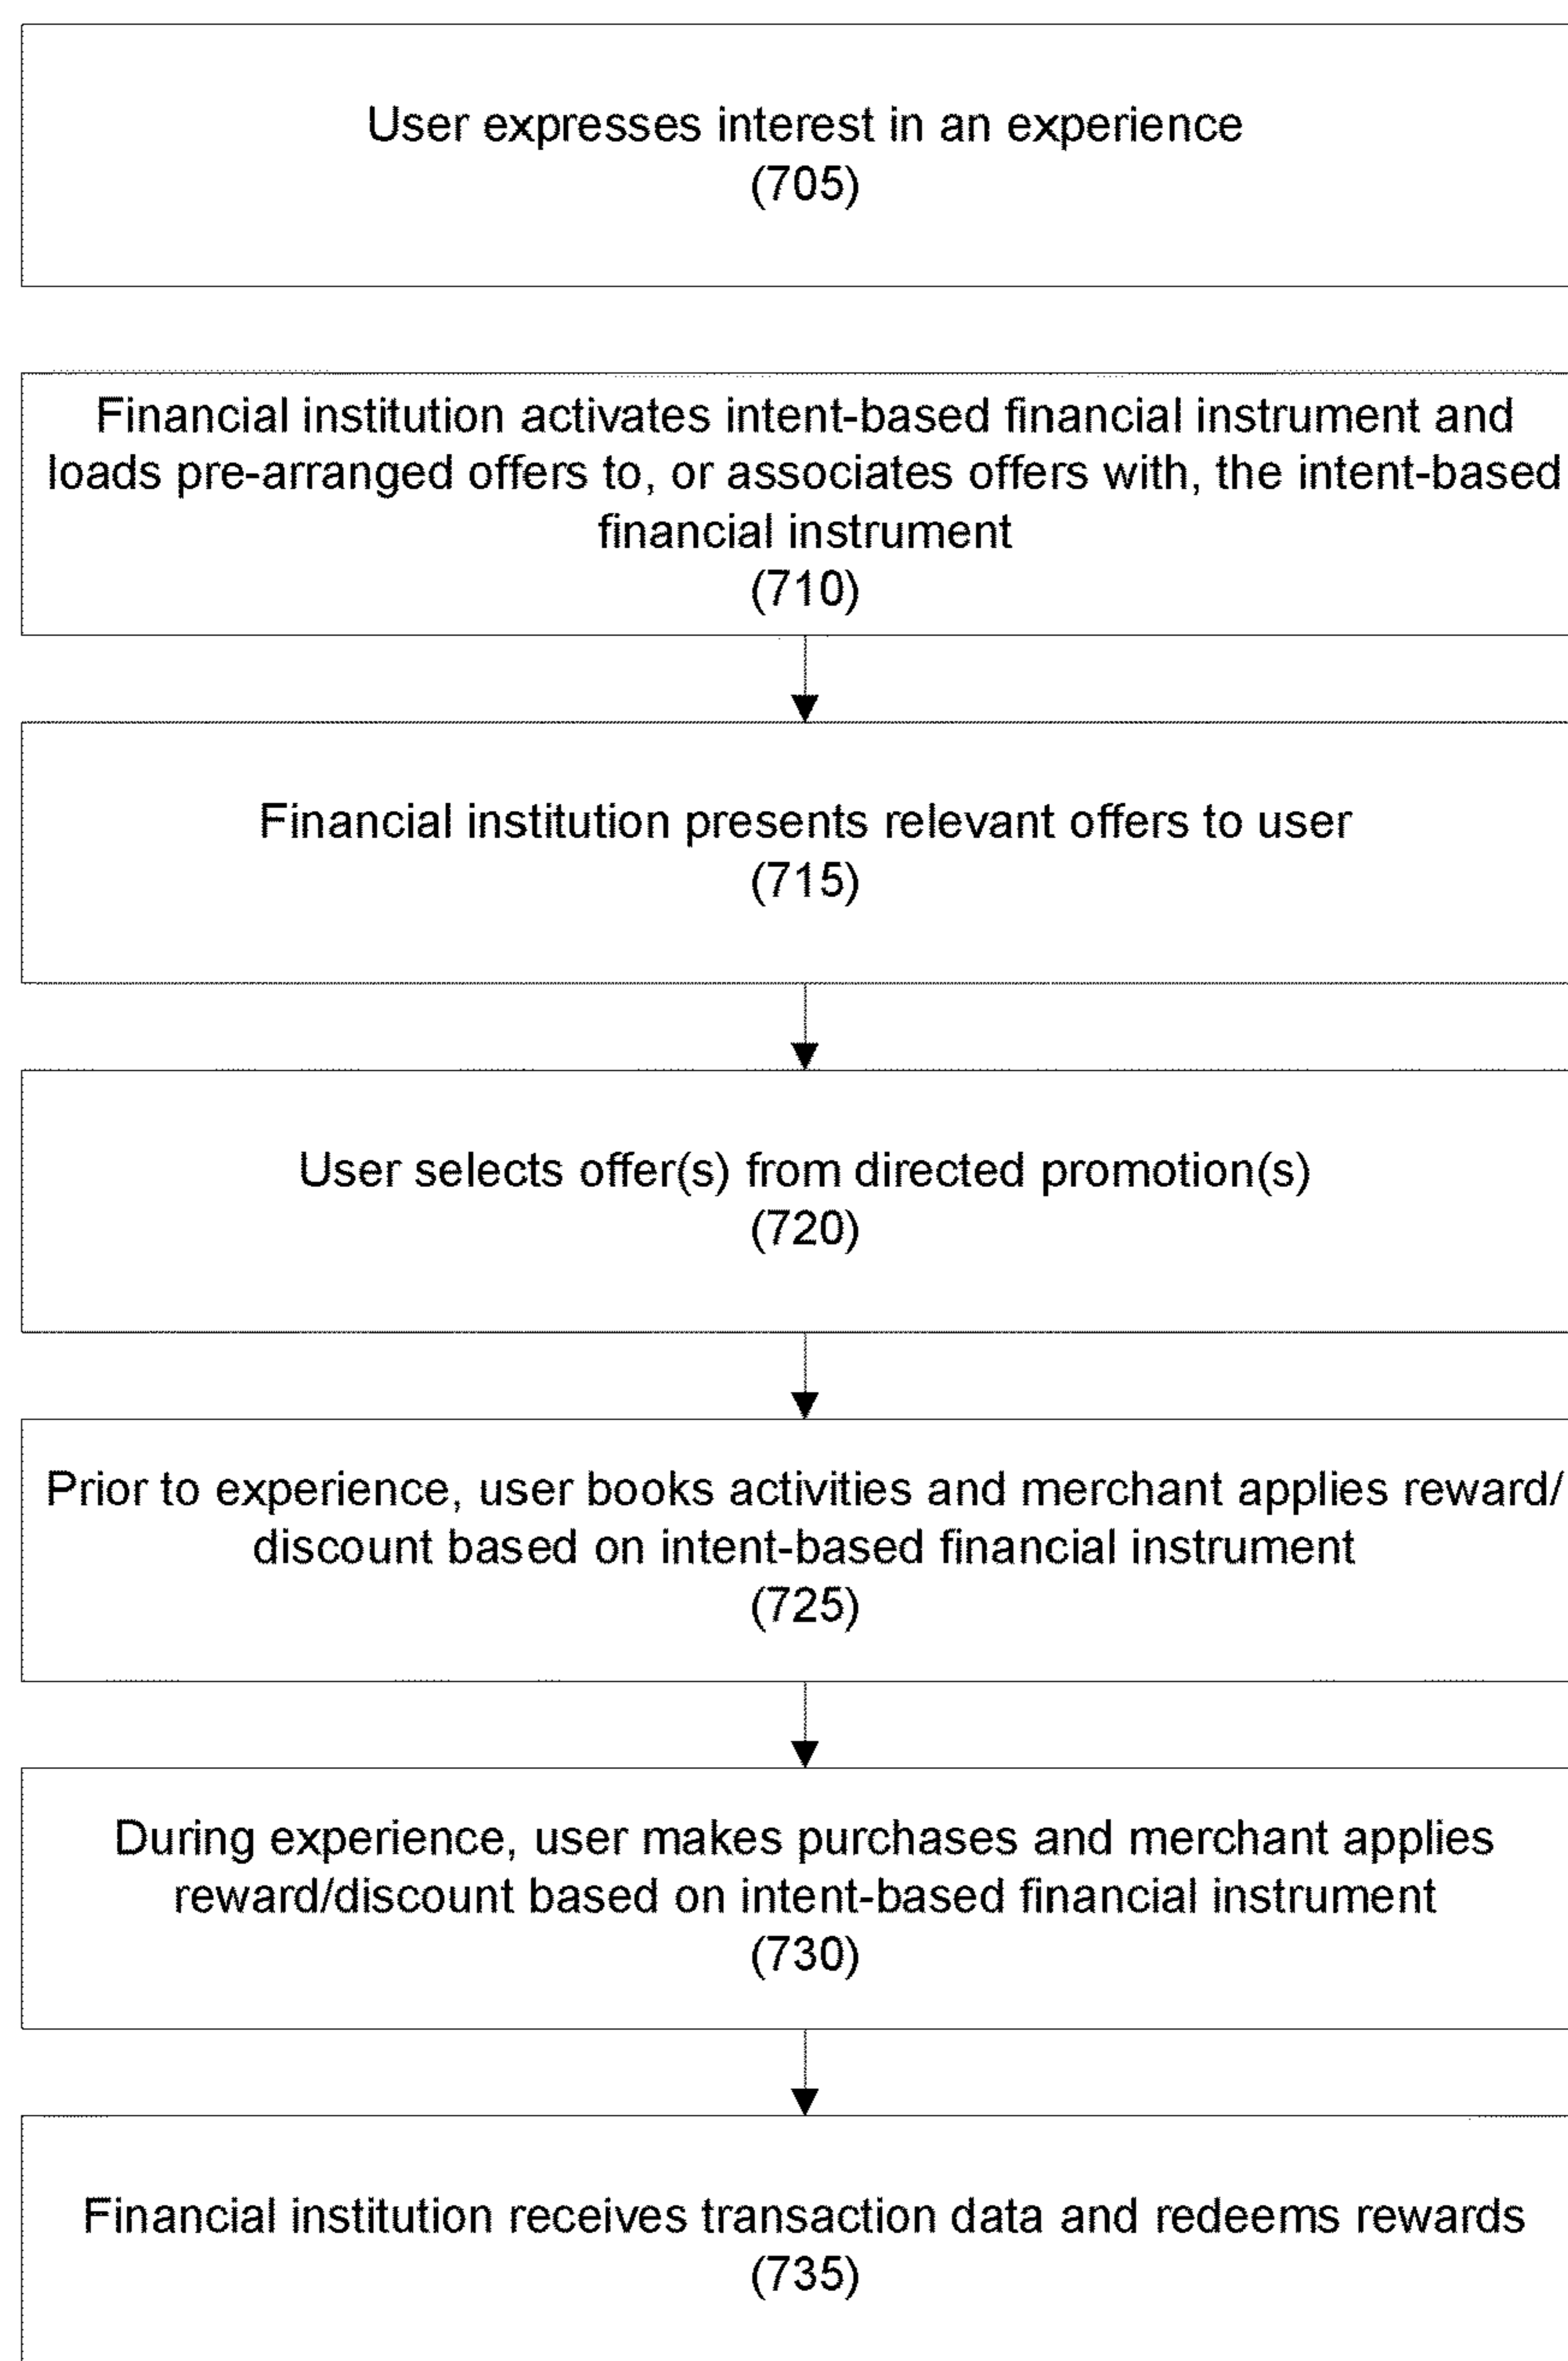 User expresses interest in an experience
(705)
Financial institution activates intent-based financial instrument and
loads pre-arranged offers to, or associates offers with, the intent-based
financial instrument
(710)
Financial institution presents relevant offers to user
(715)
User selects offer(s) from directed promotion(s)
(720)
Prior to experience, user books activities and merchant applies reward/
discount based on intent-based financial instrument
(725)
During experience, user makes purchases and merchant applies
reward/discount based on intent-based financial instrument
(730)
Financial institution receives transaction data and redeems rewards
(735)